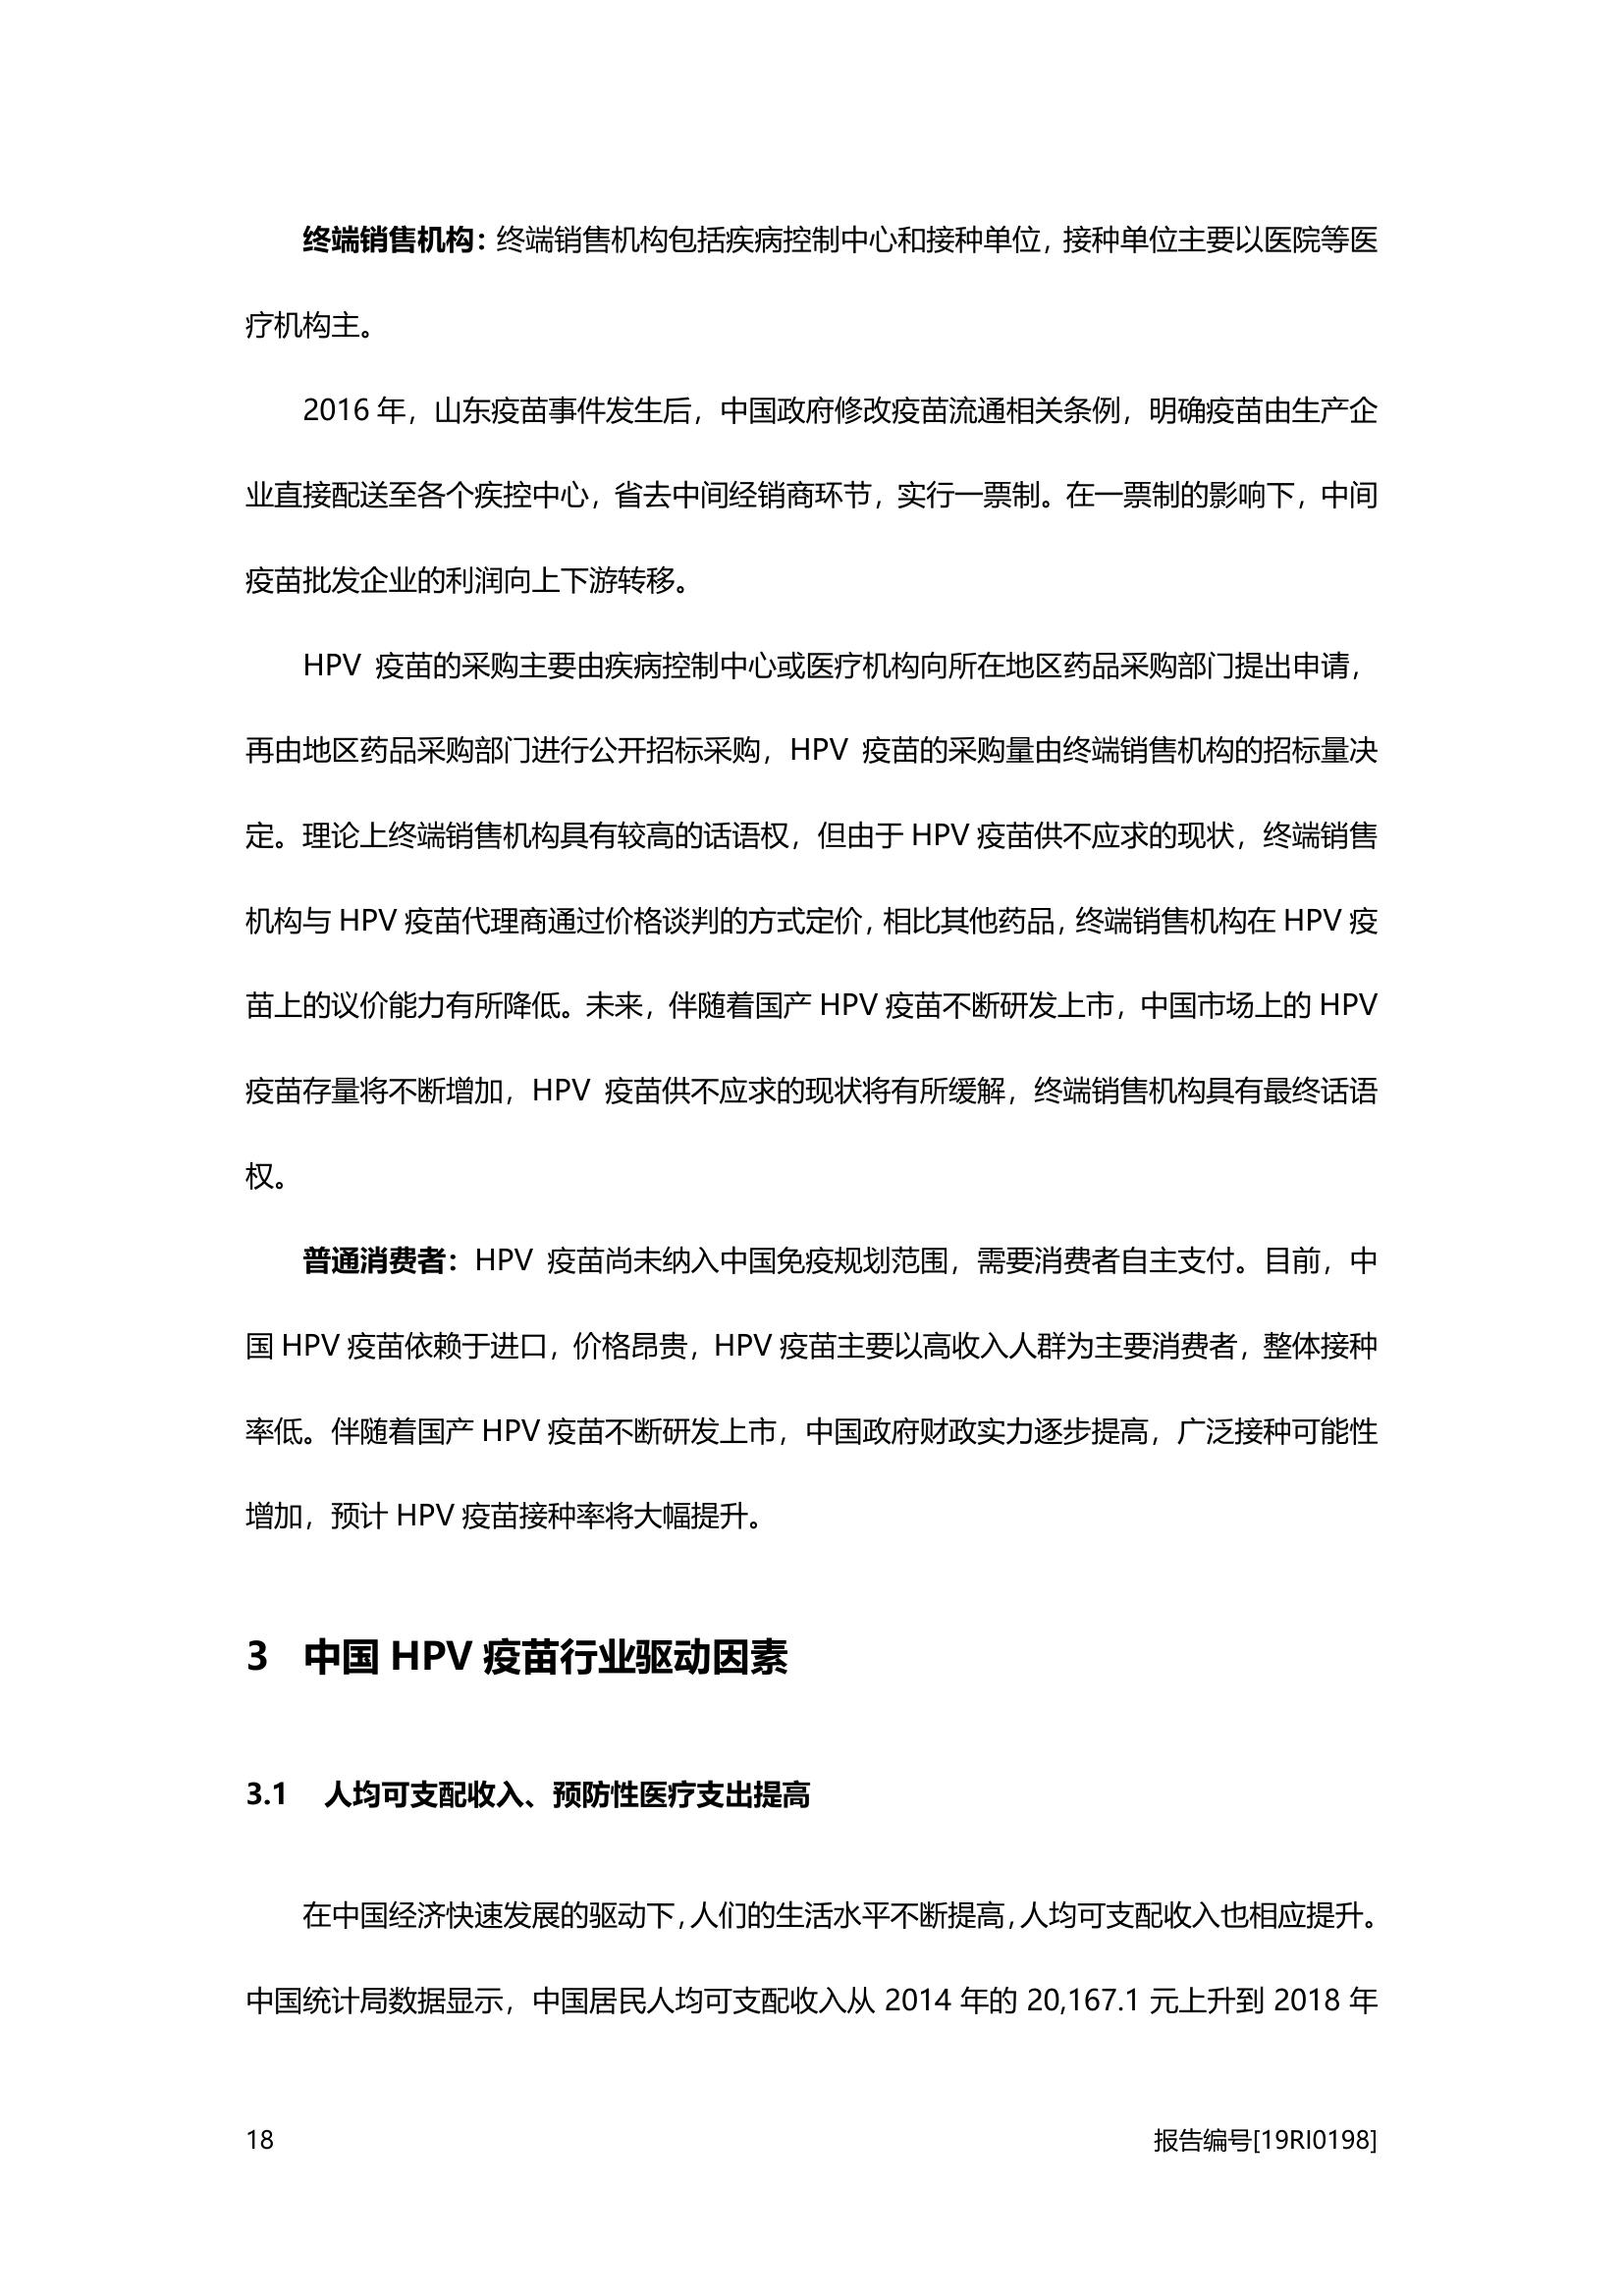 终端销售机构：终端销售机构包括疾病控制中心和接种单位，接种单位主要以医院等医
疗机构主。
2016 年，山东疫苗事件发生后，中国政府修改疫苗流通相关条例，明确疫苗由生产企
业直接配送至各个疾控中心，省去中间经销商环节，实行一票制。在一票制的影响下，中间
疫苗批发企业的利润向上下游转移。
HPV 疫苗的采购主要由疾病控制中心或医疗机构向所在地区药品采购部门提出申请，
再由地区药品采购部门进行公开招标采购，HPV 疫苗的采购量由终端销售机构的招标量决
定。理论上终端销售机构具有较高的话语权，但由于 HPV 疫苗供不应求的现状，终端销售
机构与 HPV 疫苗代理商通过价格谈判的方式定价，相比其他药品，终端销售机构在 HPV 疫
苗上的议价能力有所降低。未来，伴随着国产 HPV 疫苗不断研发上市，中国市场上的 HPV
疫苗存量将不断增加，HPV 疫苗供不应求的现状将有所缓解，终端销售机构具有最终话语
权。
普通消费者：HPV 疫苗尚未纳入中国免疫规划范围，需要消费者自主支付。目前，中
国 HPV 疫苗依赖于进口，价格昂贵，HPV 疫苗主要以高收入人群为主要消费者，整体接种
率低。伴随着国产 HPV 疫苗不断研发上市，中国政府财政实力逐步提高，广泛接种可能性
增加，预计 HPV 疫苗接种率将大幅提升。
3 中国 HPV 疫苗行业驱动因素
3.1 人均可支配收入、预防性医疗支出提高
在中国经济快速发展的驱动下，人们的生活水平不断提高，人均可支配收入也相应提升。
中国统计局数据显示，中国居民人均可支配收入从 2014 年的 20,167.1 元上升到 2018 年
18 报告编号[19RI0198]